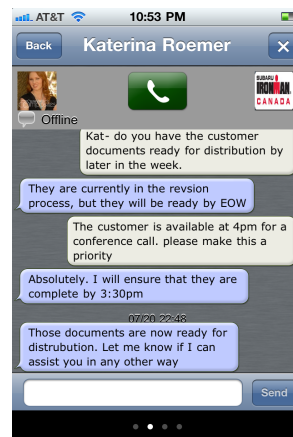 AT&T 10:53 PM
Back Katerina Roemer X
SUBARU
IRONMAN
CANADA
Offline
Kat- do you have the customer
documents ready for distribution by
later in the week.
They are currently in the revsion
process, but they will be ready by EOW
The customer is available at 4pm for a
conference call. please make this a
priority
Absolutely. I will ensure that they are
complete by 3:30pm
07/20 22:48
Those documents are now ready for
distrubution. Let me know if I can
assist you in any other way
Send